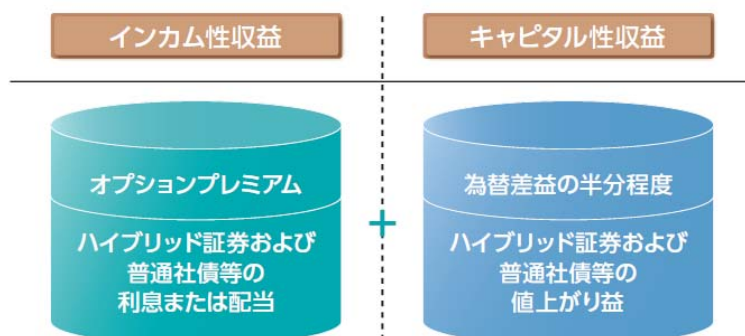 インカム性収益
キャピタル性収益
オプションプレミアム
ハイブリッド証券および
普通社債等の
利息または配当
+
為替差益の半分程度
ハイブリッド証券および
普通社債等の
値上がり益